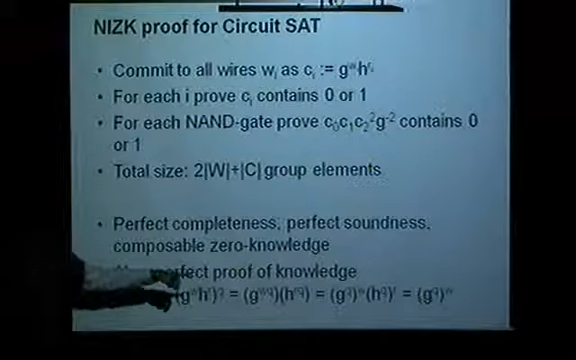 NIZK proof for Circuit SAT
• Commit to all wires wᵢ as cᵢ := gʷʰʳ
• For each i prove cᵢ contains 0 or 1
• For each NAND-gate prove c₀c₁c₂²g⁻² contains 0
or 1
• Total size: 2|W|+|C| group elements
• Perfect completeness, perfect soundness,
composable zero-knowledge
perfect proof of knowledge